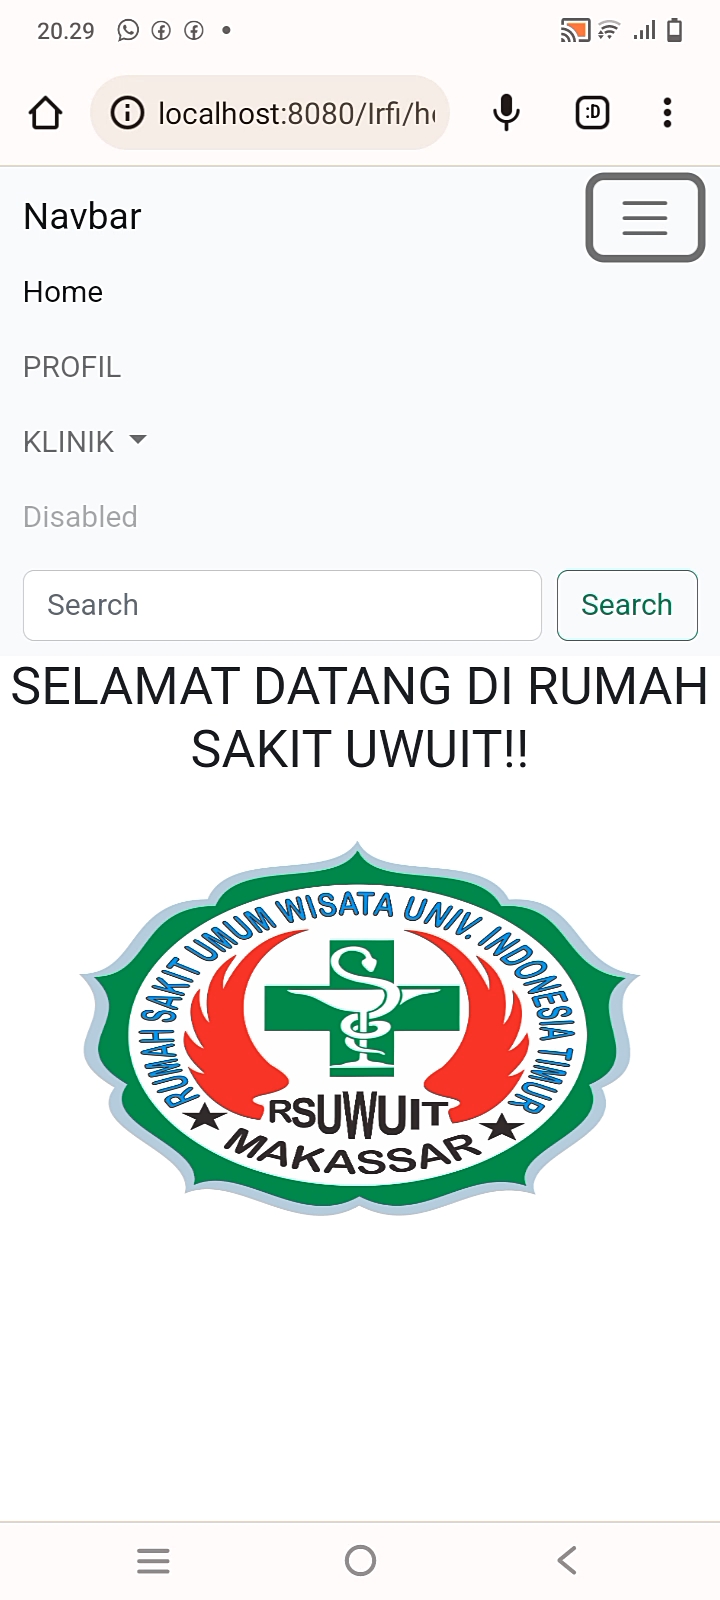 20.29
localhost:8080/Irfi/h
Navbar
Home
PROFIL
KLINIK
Disabled
Search
Search
SELAMAT DATANG DI RUMAH
SAKIT UWUIT!!
RUMAH SAKIT UMUM WISATA UNIV. INDONESIA TIMUR
RSUWUIT
MAKASSAR